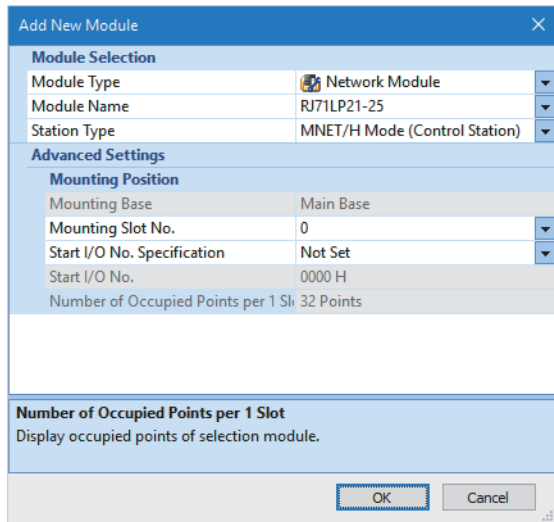 Add New Module
Module Selection
Module Type Network Module
Module Name RJ71LP21-25
Station Type MNET/H Mode (Control Station)
Advanced Settings
Mounting Position
Mounting Base Main Base
Mounting Slot No. 0
Start I/O No. Specification Not Set
Start I/O No. 0000 H
Number of Occupied Points per 1 Sl 32 Points
Number of Occupied Points per 1 Slot
Display occupied points of selection module.
OK Cancel